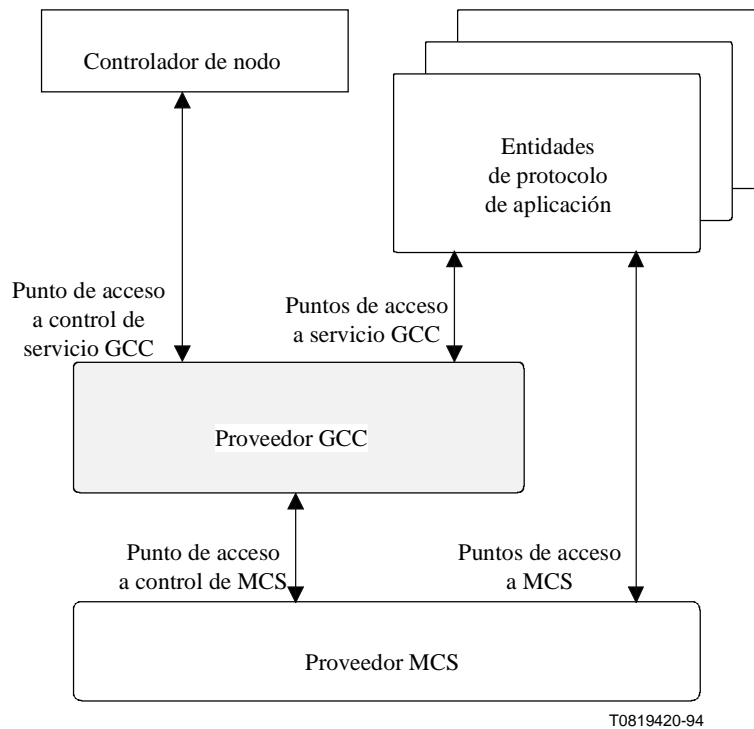 Controlador de nodo
Entidades
de protocolo
de aplicación
Punto de acceso
a control de
servicio GCC
Puntos de acceso
a servicio GCC
Proveedor GCC
Punto de acceso
a control de MCS
Puntos de acceso
a MCS
Proveedor MCS
T0819420-94